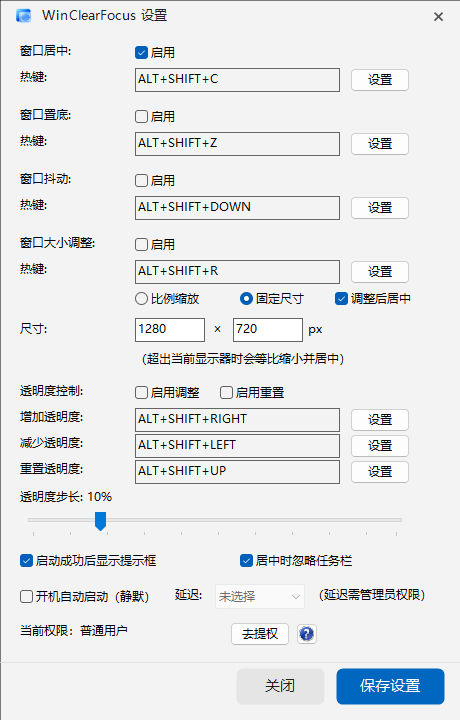 WinClearFocus 设置
窗口居中: 启用
热键: ALT+SHIFT+C 设置
窗口置底: 启用
热键: ALT+SHIFT+Z 设置
窗口抖动: 启用
热键: ALT+SHIFT+DOWN 设置
窗口大小调整: 启用
热键: ALT+SHIFT+R 设置
比例缩放 固定尺寸 调整后居中
尺寸: 1280 × 720 px
（超出当前显示器时会等比缩小并居中）
透明度控制: 启用调整 启用重置
增加透明度: ALT+SHIFT+RIGHT 设置
减少透明度: ALT+SHIFT+LEFT 设置
重置透明度: ALT+SHIFT+UP 设置
透明度步长: 10%
启动成功后显示提示框 居中时忽略任务栏
开机自动启动（静默） 延迟: 未选择 （延迟需管理员权限）
当前权限：普通用户 去提权 ?
关闭 保存设置